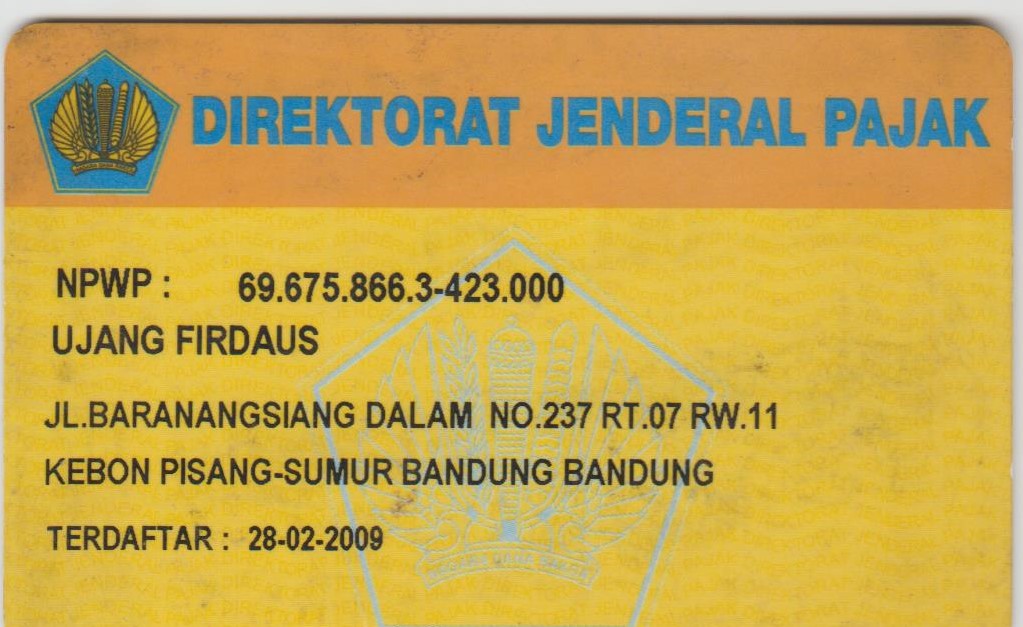 DIREKTORAT JENDERAL PAJAK
NPWP : 69.675.866.3-423.000
UJANG FIRDAUS
JL.BARANANGSIANG DALAM NO.237 RT.07 RW.11
KEBON PISANG-SUMUR BANDUNG BANDUNG
TERDAFTAR : 28-02-2009